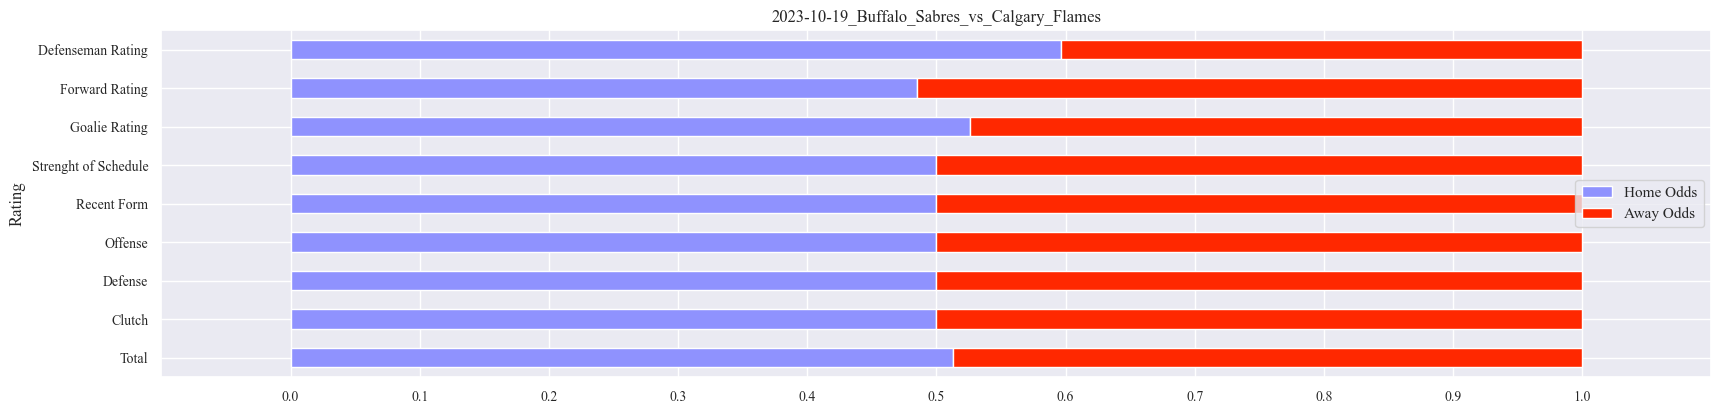 2023-10-19_Buffalo_Sabres_vs_Calgary_Flames
Defenseman Rating
Forward Rating
Goalie Rating
Strenght of Schedule
Recent Form
Offense
Defense
Clutch
Total
Rating
Home Odds
Away Odds
0.0 0.1 0.2 0.3 0.4 0.5 0.6 0.7 0.8 0.9 1.0